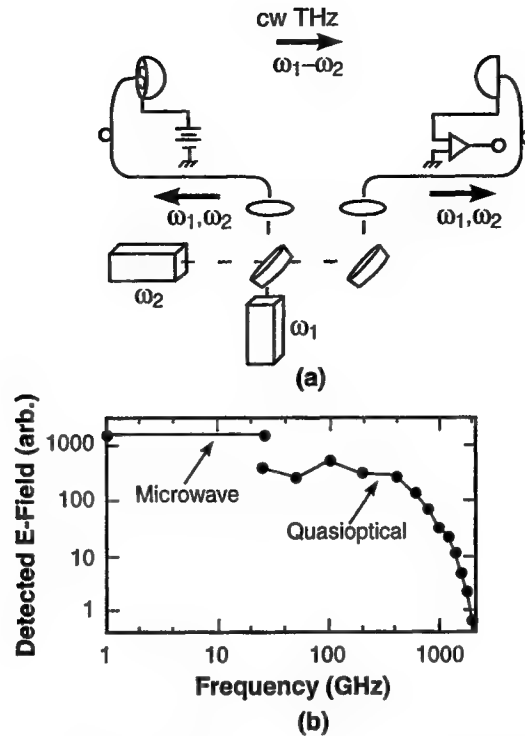 cw THz
ω1–ω2
ω1,ω2
ω1,ω2
ω2
ω1
(a)
Detected E-Field (arb.)
1000
100
10
1
Microwave
Quasioptical
1
10
100
1000
Frequency (GHz)
(b)